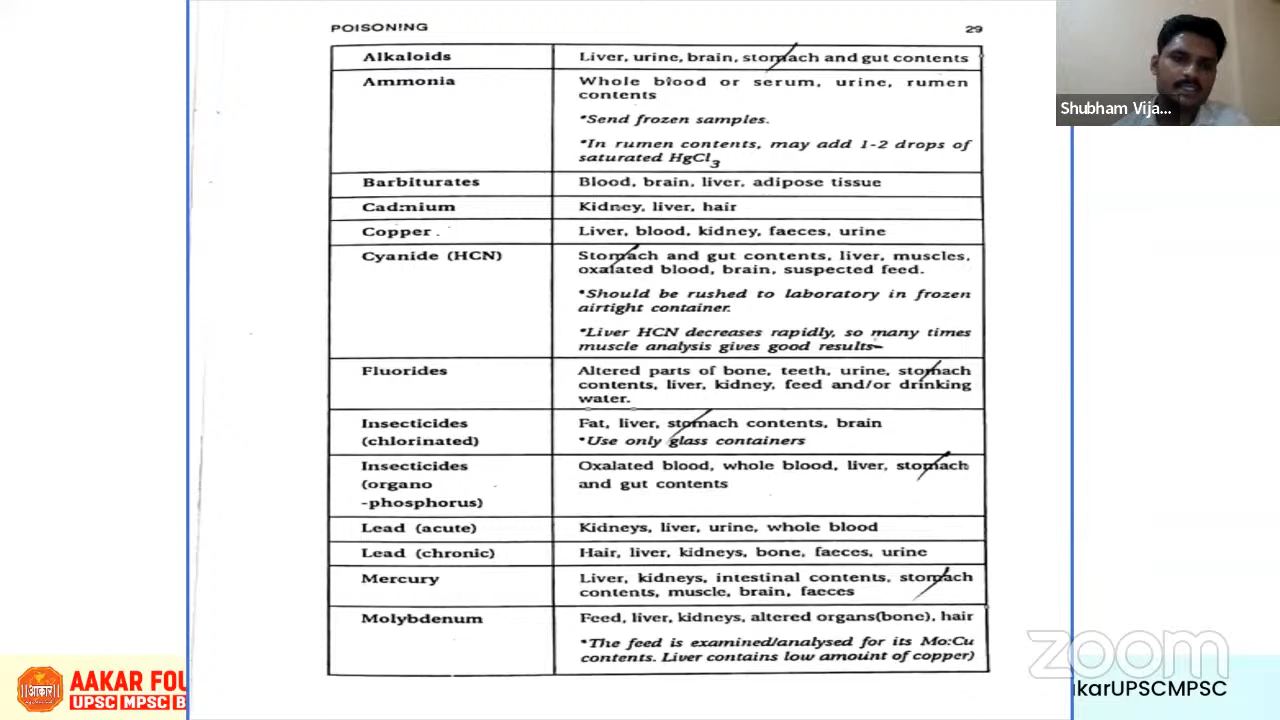 POISONING 29
Alkaloids Liver, urine, brain, stomach and gut contents
Ammonia Whole blood or serum, urine, rumen
contents
*Send frozen samples.
*In rumen contents, may add 1-2 drops of
saturated HgCl3
Barbiturates Blood, brain, liver, adipose tissue
Cadmium Kidney, liver, hair
Copper Liver, blood, kidney, faeces, urine
Cyanide (HCN) Stomach and gut contents, liver, muscles,
oxalated blood, brain, suspected feed.
*Should be rushed to laboratory in frozen
airtight container.
*Liver HCN decreases rapidly, so many times
muscle analysis gives good results
Fluorides Altered parts of bone, teeth, urine, stomach
contents, liver, kidney, feed and/or drinking
water.
Insecticides Fat, liver, stomach contents, brain
(chlorinated) *Use only glass containers
Insecticides Oxalated blood, whole blood, liver, stomach
(organo and gut contents
-phosphorus)
Lead (acute) Kidneys, liver, urine, whole blood
Lead (chronic) Hair, liver, kidneys, bone, faeces, urine
Mercury Liver, kidneys, intestinal contents, stomach
contents, muscle, brain, faeces
Molybdenum Feed, liver, kidneys, altered organs(bone), hair
*The feed is examined/analysed for its Mo:Cu
contents. Liver contains low amount of copper)
Shubham Vija...
zoom
आकार
AAKAR FOU
UPSC MPSC B
akarUPSCMPSC